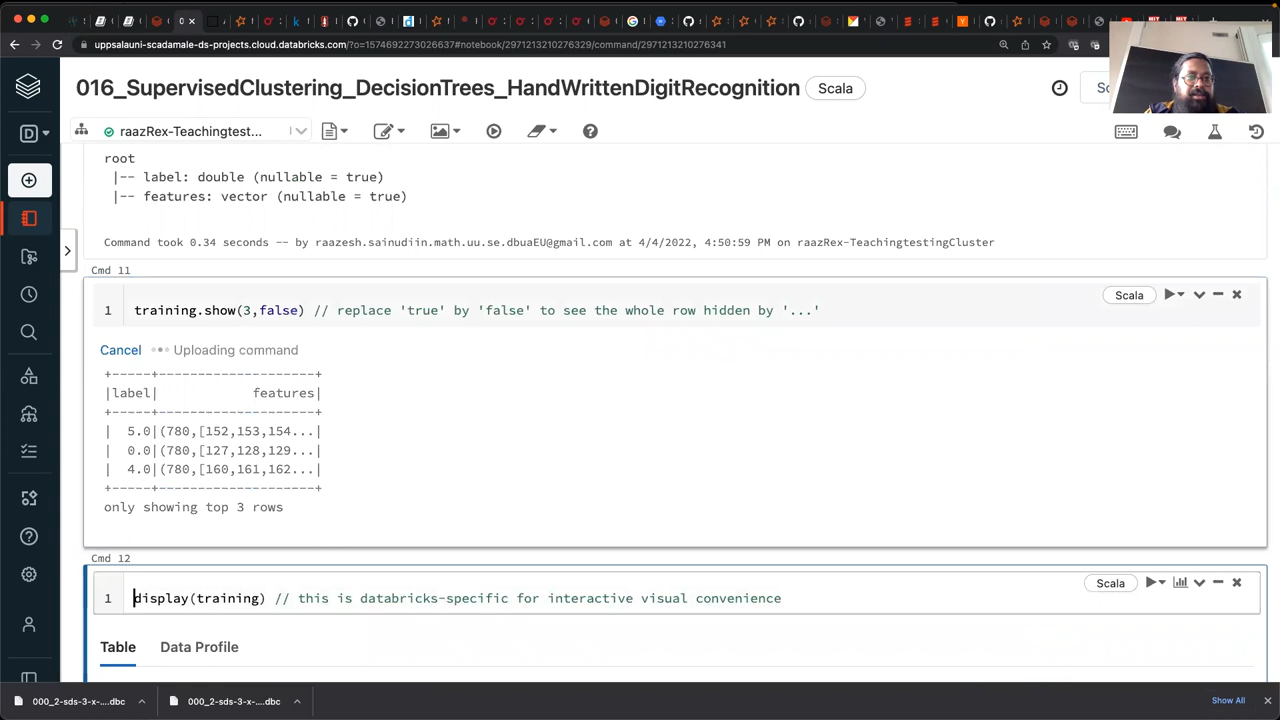 uppsalauni-scadamale-ds-projects.cloud.databricks.com/?o=1574692273026637#notebook/2971213210276329/command/2971213210276341
016_SupervisedClustering_DecisionTrees_HandWrittenDigitRecognition
Scala
raazRex-Teachingtest...
root
|-- label: double (nullable = true)
|-- features: vector (nullable = true)
Command took 0.34 seconds -- by raazesh.sainudiin.math.uu.se.dbuaEU@gmail.com at 4/4/2022, 4:50:59 PM on raazRex-TeachingtestingCluster
Cmd 11
Scala
1 training.show(3,false) // replace 'true' by 'false' to see the whole row hidden by '...'
Cancel Uploading command
+-----+--------------------+
|label| features|
+-----+--------------------+
| 5.0|(780,[152,153,154...|
| 0.0|(780,[127,128,129...|
| 4.0|(780,[160,161,162...|
+-----+--------------------+
only showing top 3 rows
Cmd 12
Scala
1 display(training) // this is databricks-specific for interactive visual convenience
Table Data Profile
000_2-sds-3-x-....dbc 000_2-sds-3-x-....dbc Show All